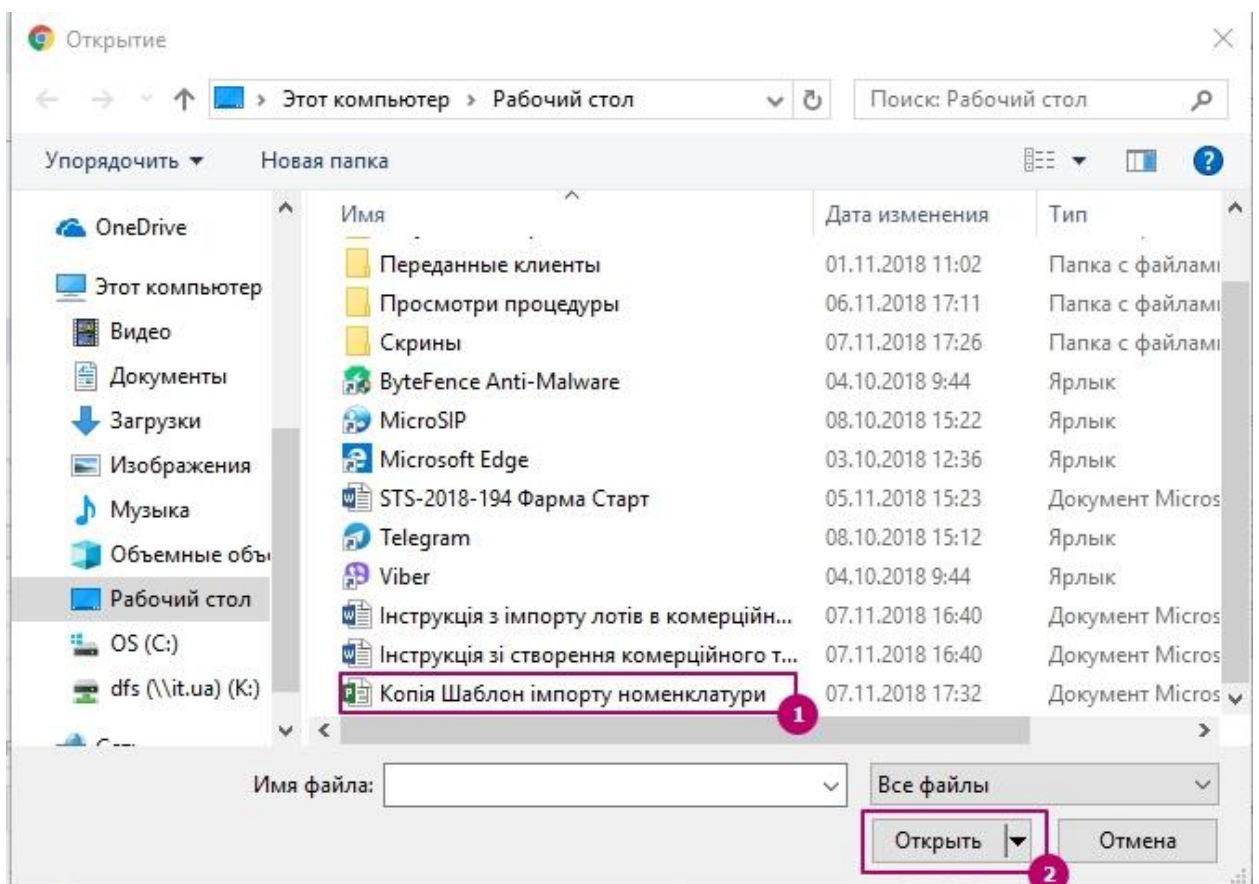 Открытие
Этот компьютер > Рабочий стол
Поиск: Рабочий стол
Упорядочить
Новая папка
Имя
Дата изменения
Тип
OneDrive
Этот компьютер
Видео
Документы
Загрузки
Изображения
Музыка
Объемные объ
Рабочий стол
OS (C:)
dfs (\\it.ua) (K:)
Переданные клиенты 01.11.2018 11:02 Папка с файлами
Просмотри процедуры 06.11.2018 17:11 Папка с файлами
Скрины 07.11.2018 17:26 Папка с файлами
ByteFence Anti-Malware 04.10.2018 9:44 Ярлык
MicroSIP 08.10.2018 15:22 Ярлык
Microsoft Edge 03.10.2018 12:36 Ярлык
STS-2018-194 Фарма Старт 05.11.2018 15:23 Документ Micros
Telegram 08.10.2018 15:12 Ярлык
Viber 04.10.2018 9:44 Ярлык
Інструкція з імпорту лотів в комерційн... 07.11.2018 16:40 Документ Micros
Інструкція зі створення комерційного т... 07.11.2018 16:40 Документ Micros
Копія Шаблон імпорту номенклатури 07.11.2018 17:32 Документ Micros
1
Имя файла:
Все файлы
Открыть
Отмена
2